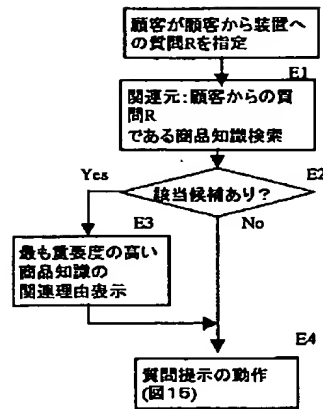 顧客が顧客から装置へ
の質問Rを指定
E1
関連元:顧客からの質
問R
である商品知識検索
E2
該当候補あり?
Yes
No
E3
最も重要度の高い
商品知識の
関連理由表示
E4
質問提示の動作
(図15)